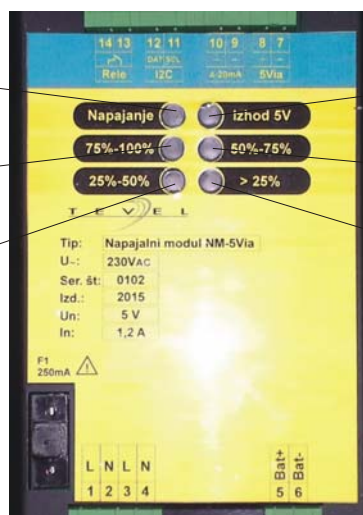 14 13 12 11 10 9 8 7
DAT SCL
Rele I2C 4-20mA 5Via
Napajanje izhod 5V
75%-100% 50%-75%
25%-50% > 25%
TEVEL
Tip: Napajalni modul NM-5Via
U~: 230VAC
Ser. št: 0102
Izd.: 2015
Un: 5 V
In: 1,2 A
F1
250mA
L N L N Bat+ Bat-
1 2 3 4 5 6